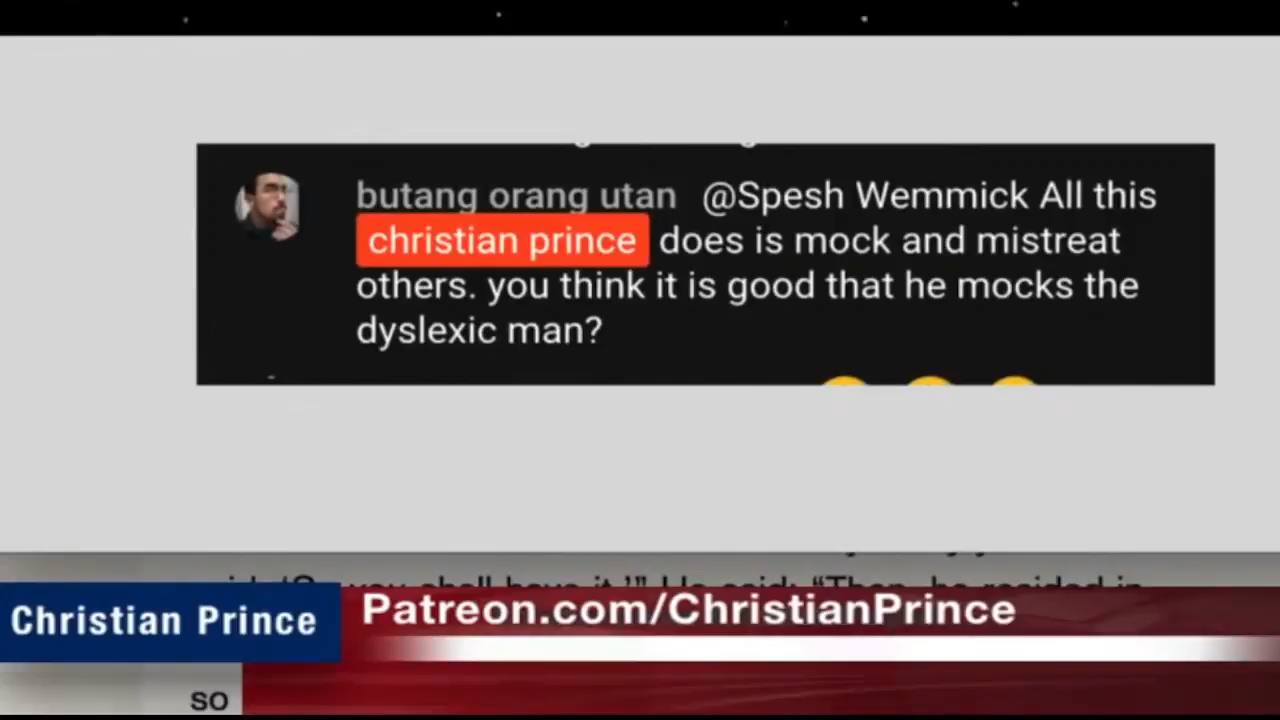 butang orang utan @Spesh Wemmick All this
christian prince does is mock and mistreat
others. you think it is good that he mocks the
dyslexic man?
Christian Prince
Patreon.com/ChristianPrince
so